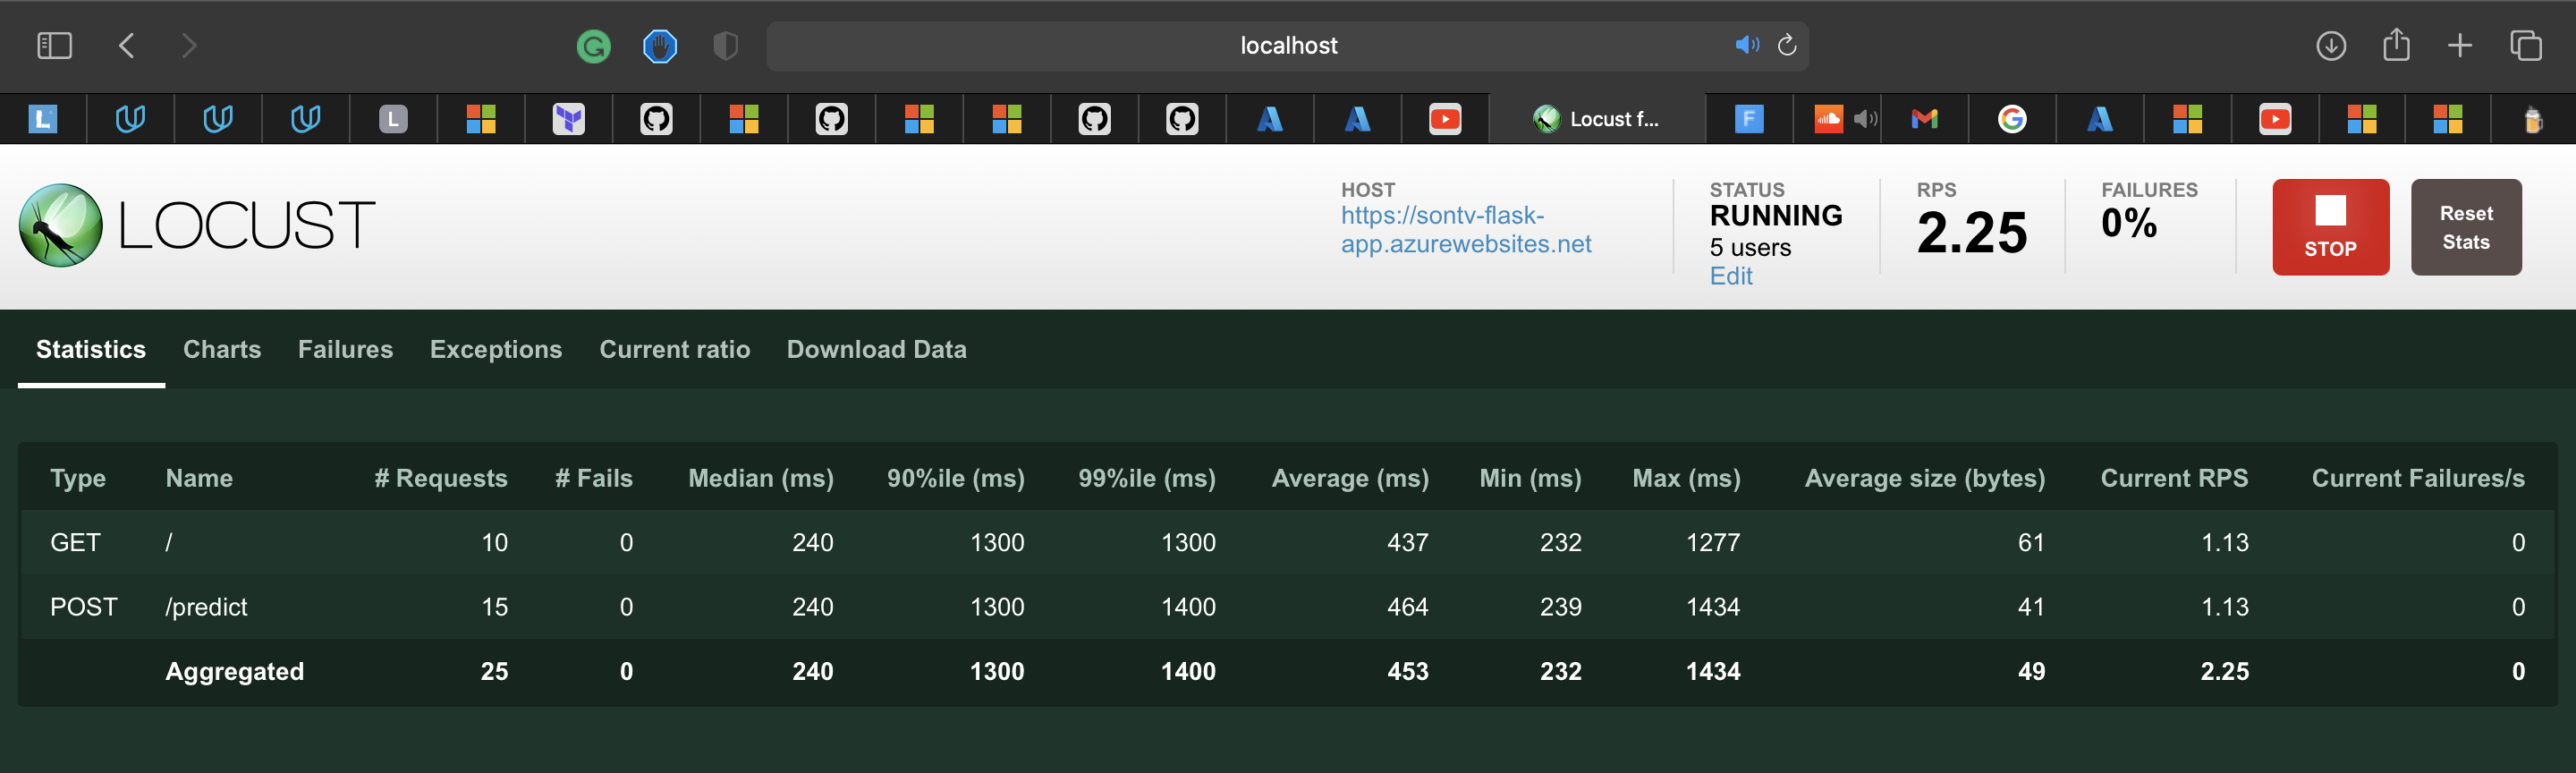 localhost
L
L
Locust f...
F
LOCUST
HOST
https://sontv-flask-
app.azurewebsites.net
STATUS
RUNNING
5 users
Edit
RPS
2.25
FAILURES
0%
STOP
Reset
Stats
Statistics Charts Failures Exceptions Current ratio Download Data
Type Name # Requests # Fails Median (ms) 90%ile (ms) 99%ile (ms) Average (ms) Min (ms) Max (ms) Average size (bytes) Current RPS Current Failures/s
GET / 10 0 240 1300 1300 437 232 1277 61 1.13 0
POST /predict 15 0 240 1300 1400 464 239 1434 41 1.13 0
Aggregated 25 0 240 1300 1400 453 232 1434 49 2.25 0